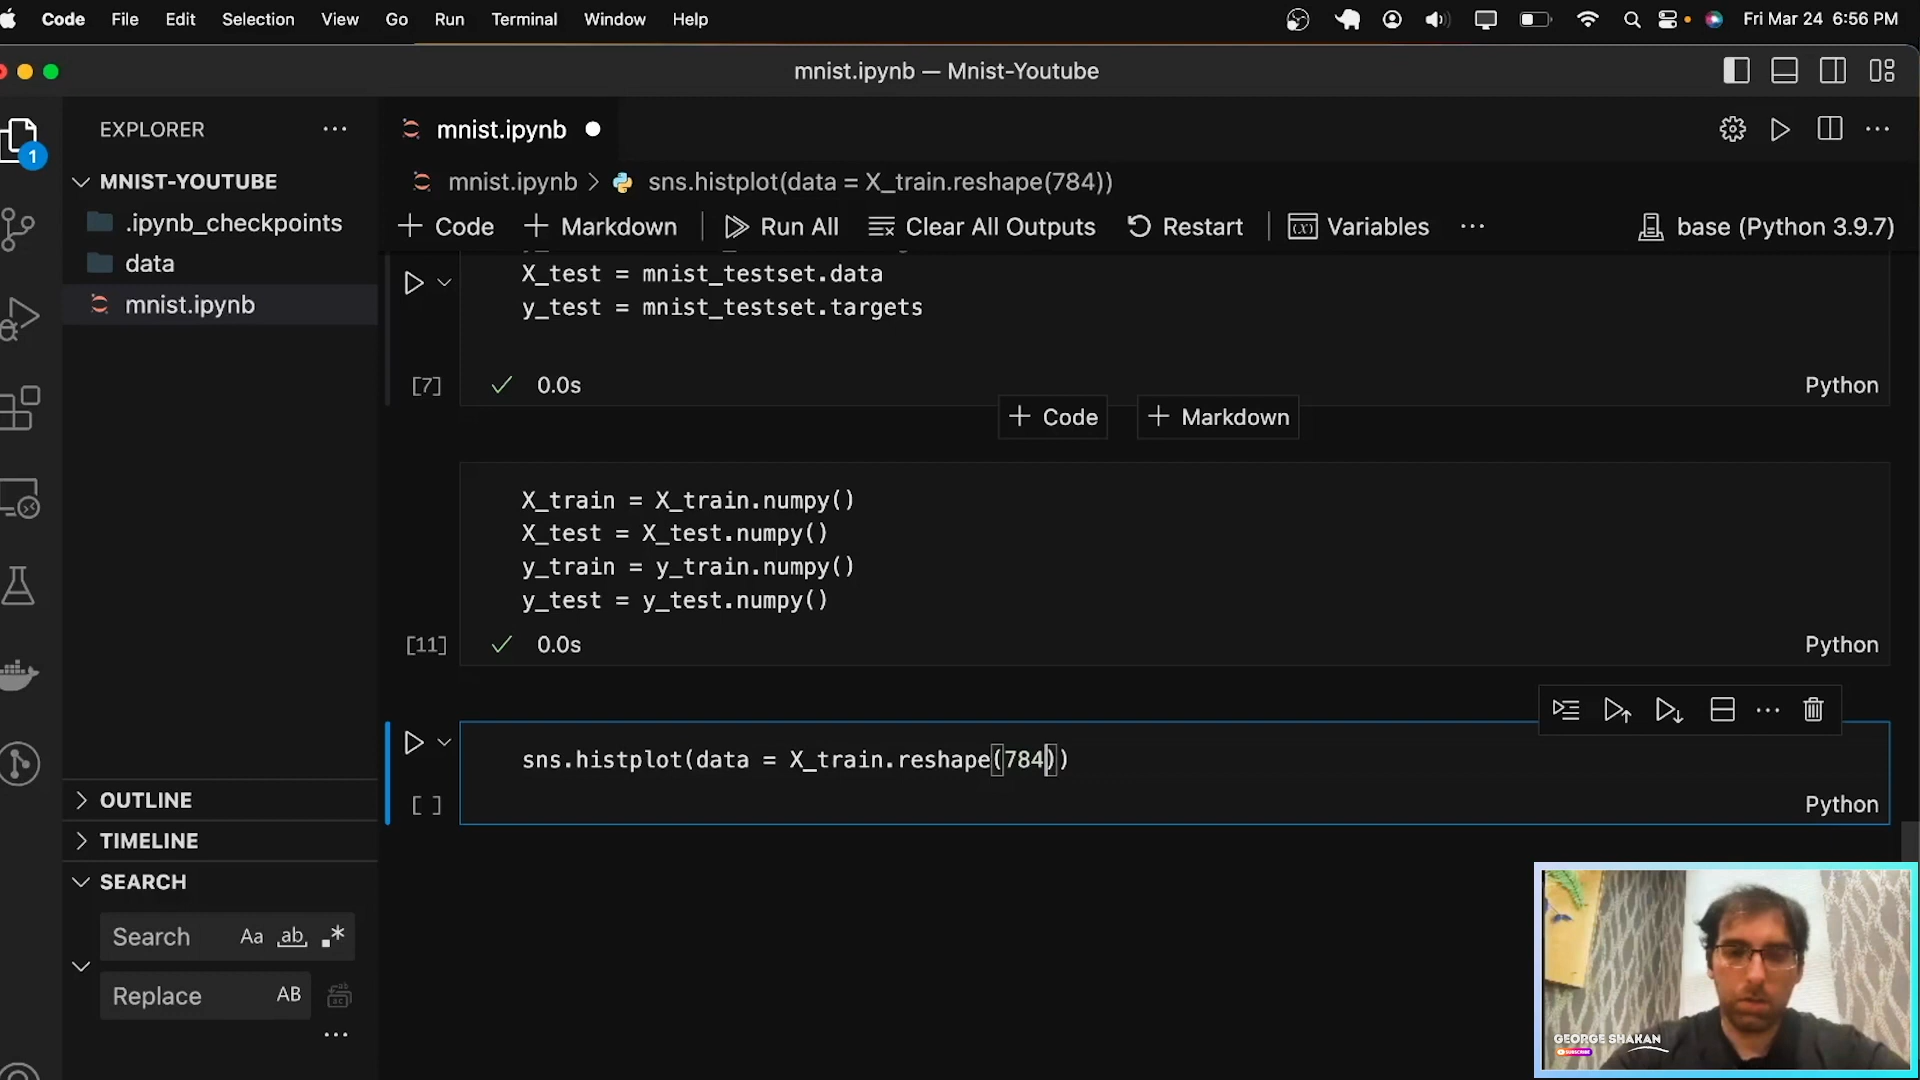 Code File Edit Selection View Go Run Terminal Window Help Fri Mar 24 6:56 PM
mnist.ipynb — Mnist-Youtube
EXPLORER
mnist.ipynb
1
MNIST-YOUTUBE
mnist.ipynb > sns.histplot(data = X_train.reshape(784))
.ipynb_checkpoints
+ Code + Markdown Run All Clear All Outputs Restart Variables ... base (Python 3.9.7)
data
mnist.ipynb
X_test = mnist_testset.data
y_test = mnist_testset.targets
[7] ✓ 0.0s Python
+ Code + Markdown
X_train = X_train.numpy()
X_test = X_test.numpy()
y_train = y_train.numpy()
y_test = y_test.numpy()
[11] ✓ 0.0s Python
sns.histplot(data = X_train.reshape(784))
[ ] Python
OUTLINE
TIMELINE
SEARCH
Search Aa ab .*
Replace AB
GEORGE SHAKAN
SUBSCRIBE